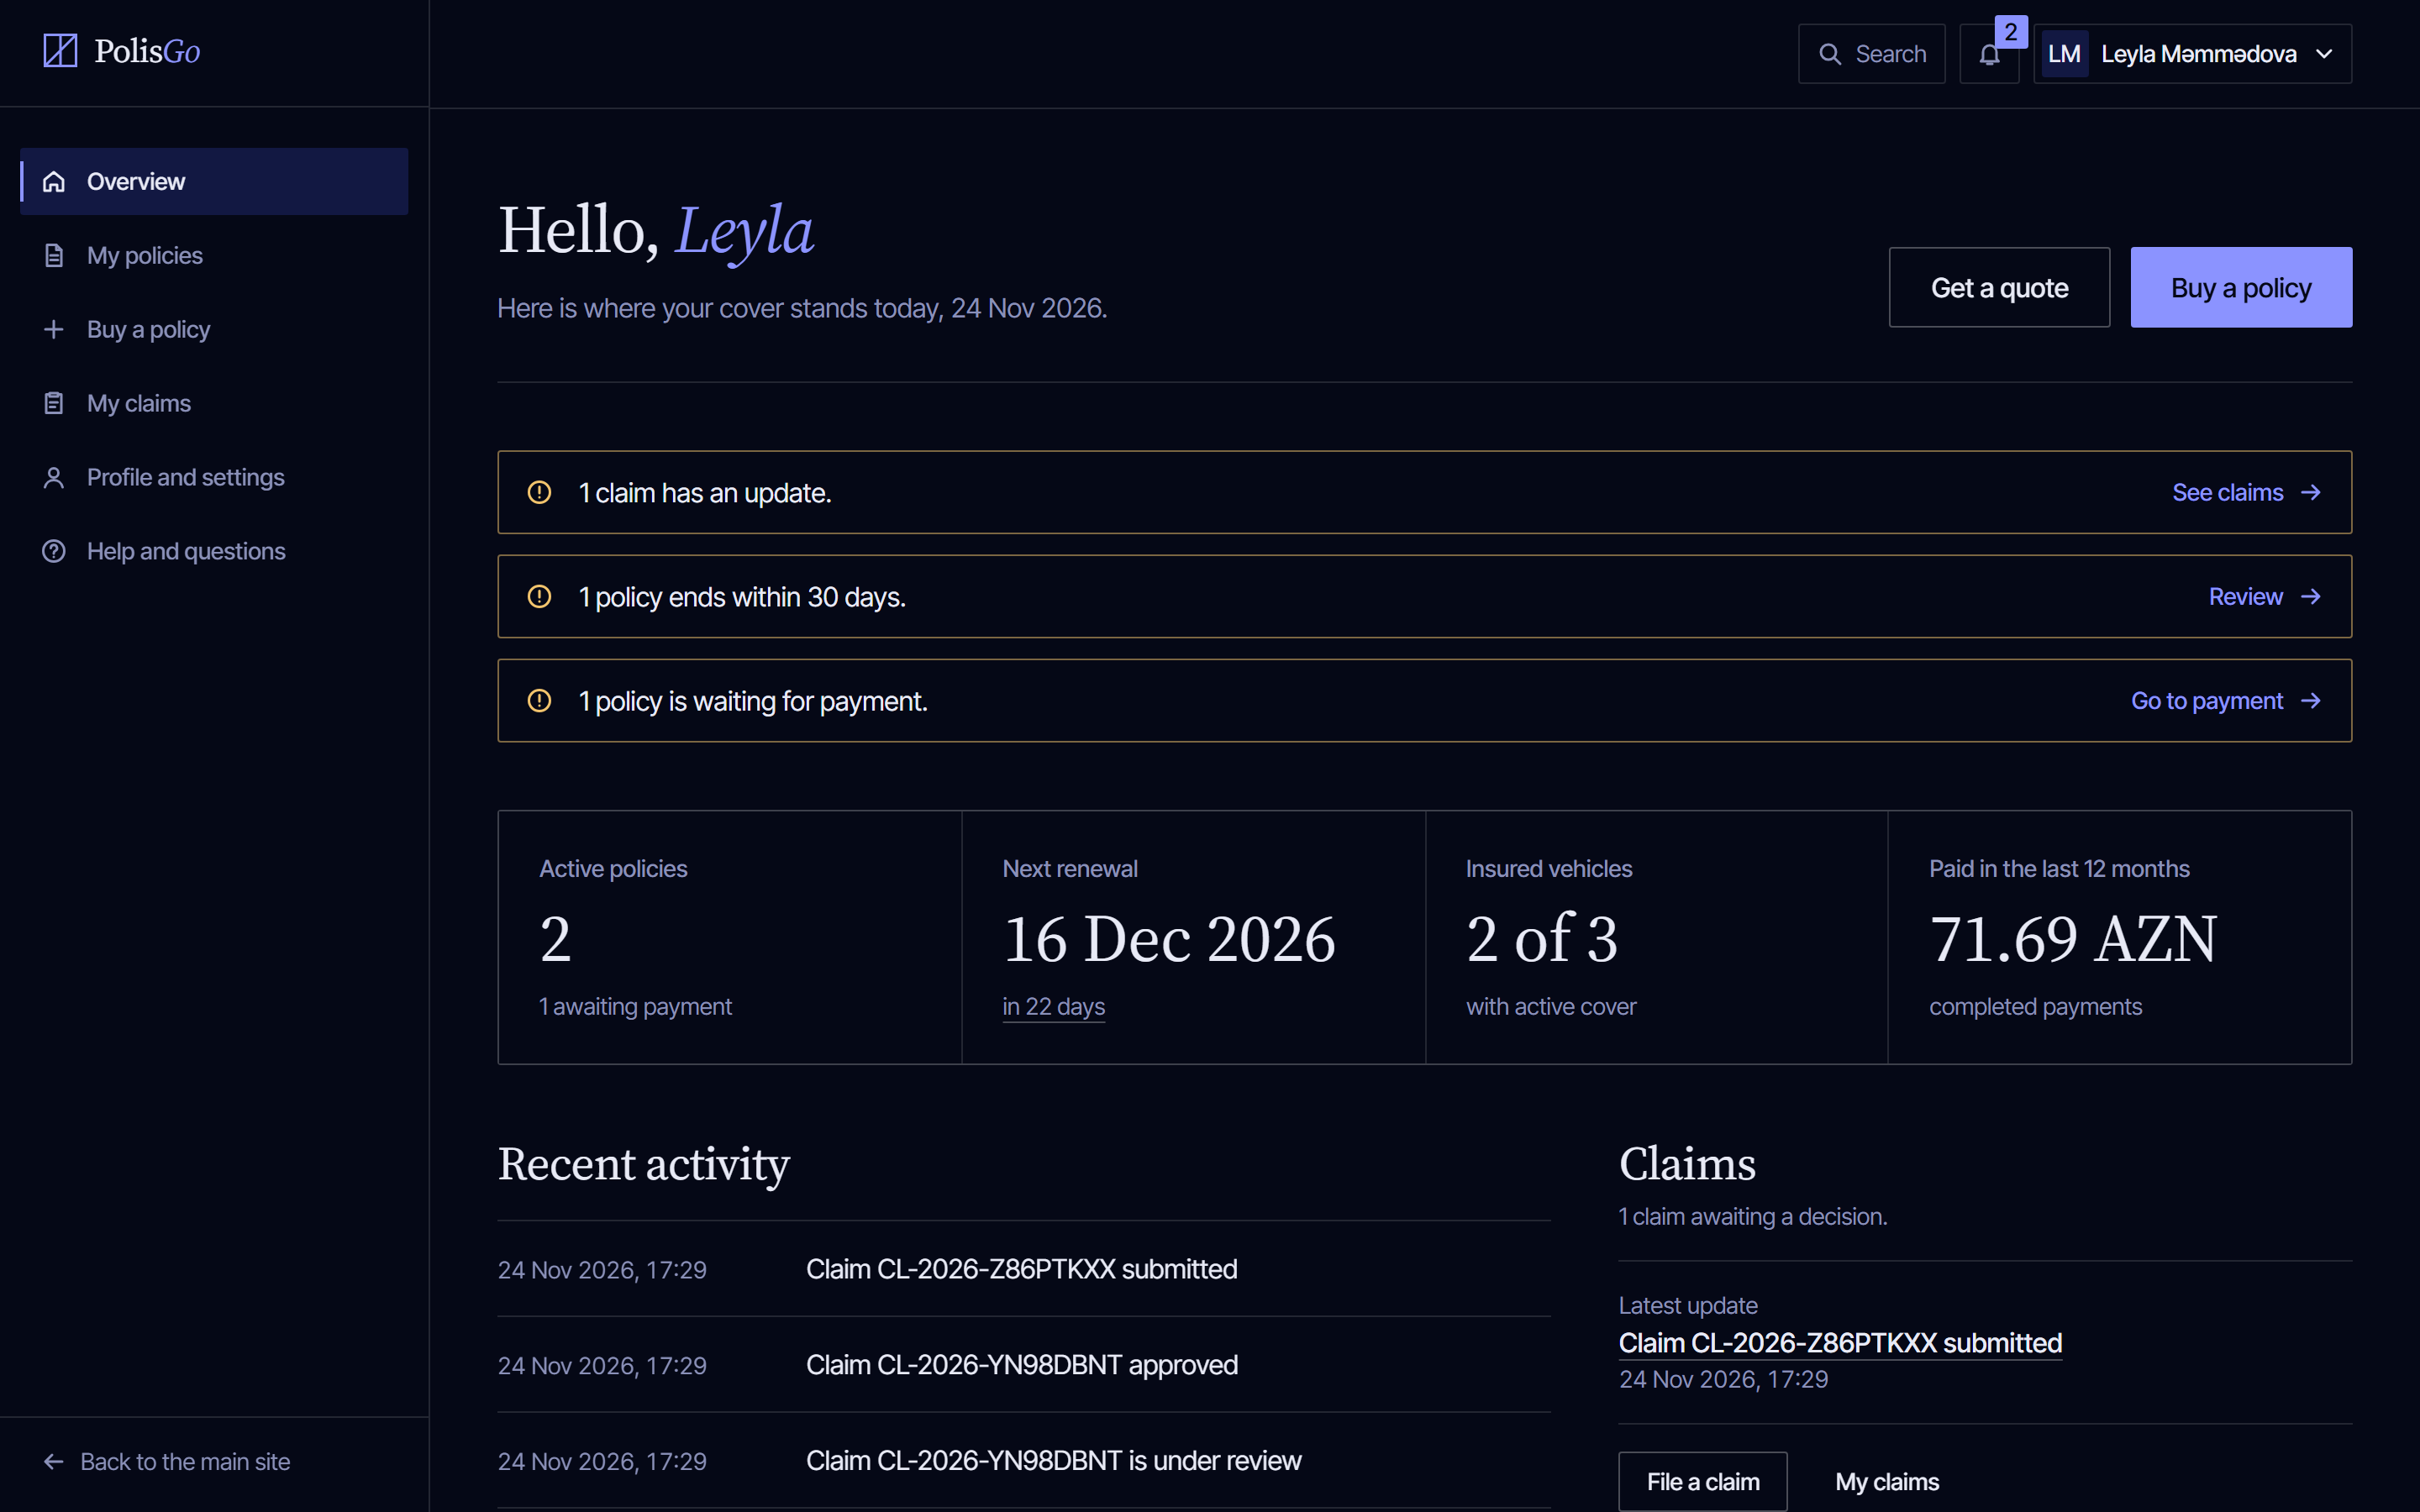 PolisGo
Search
2
LM
Leyla Məmmədova
Overview
My policies
Buy a policy
My claims
Profile and settings
Help and questions
Back to the main site
Hello, Leyla
Here is where your cover stands today, 24 Nov 2026.
Get a quote
Buy a policy
1 claim has an update.
See claims
1 policy ends within 30 days.
Review
1 policy is waiting for payment.
Go to payment
Active policies
2
1 awaiting payment
Next renewal
16 Dec 2026
in 22 days
Insured vehicles
2 of 3
with active cover
Paid in the last 12 months
71.69 AZN
completed payments
Recent activity
24 Nov 2026, 17:29
Claim CL-2026-Z86PTKXX submitted
24 Nov 2026, 17:29
Claim CL-2026-YN98DBNT approved
24 Nov 2026, 17:29
Claim CL-2026-YN98DBNT is under review
Claims
1 claim awaiting a decision.
Latest update
Claim CL-2026-Z86PTKXX submitted
24 Nov 2026, 17:29
File a claim
My claims